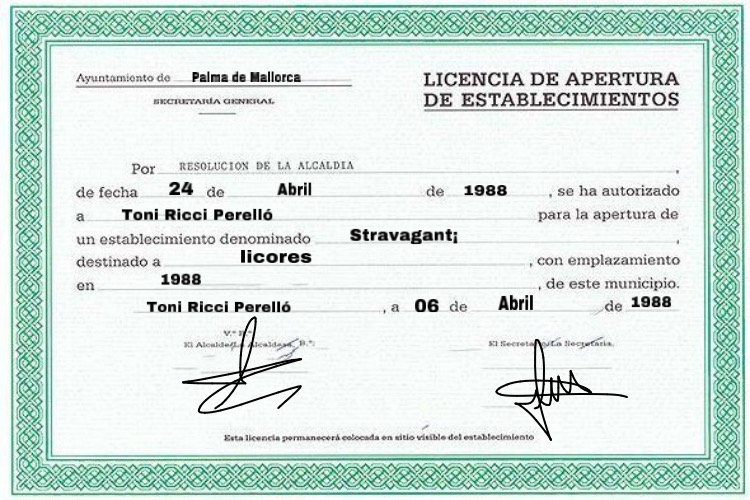 Ayuntamiento de Palma de Mallorca
SECRETARÍA GENERAL
LICENCIA DE APERTURA
DE ESTABLECIMIENTOS
Por RESOLUCION DE LA ALCALDIA ,
de fecha 24 de Abril de 1988 , se ha autorizado
a Toni Ricci Perelló para la apertura de
un establecimiento denominado Stravagant¡ ,
destinado a licores , con emplazamiento
en 1988 , de este municipio.
Toni Ricci Perelló , a 06 de Abril de 1988
V.º B.º
El Alcalde/La Alcaldesa, B.ª:
El Secretario/La Secretaria,
Esta licencia permanecerá colocada en sitio visible del establecimiento